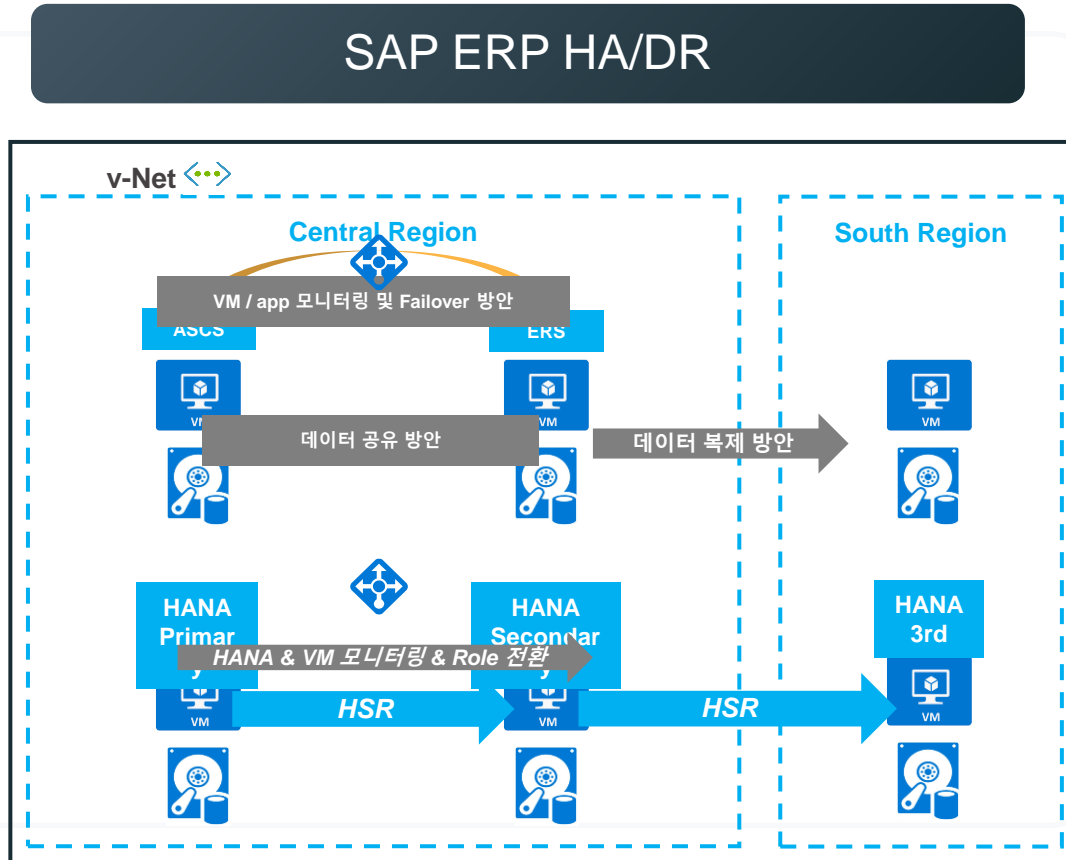 SAP ERP HA/DR
v-Net
Central Region
South Region
VM / app 모니터링 및 Failover 방안
ASCS
ERS
VM
VM
VM
데이터 공유 방안
데이터 복제 방안
HANA
Primar
y
HANA
Secondar
y
HANA
3rd
HANA & VM 모니터링 & Role 전환
HSR
HSR
VM
VM
VM